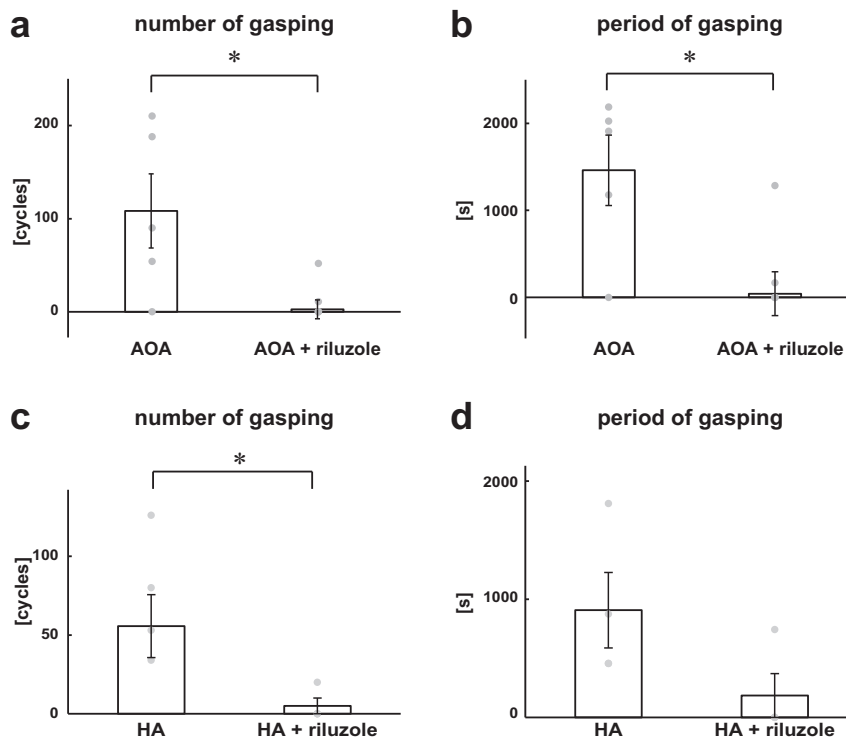 a number of gasping
*
[cycles]
200
100
0
AOA AOA + riluzole
b period of gasping
*
[s]
2000
1000
0
AOA AOA + riluzole
c number of gasping
*
[cycles]
100
50
0
HA HA + riluzole
d period of gasping
[s]
2000
1000
0
HA HA + riluzole